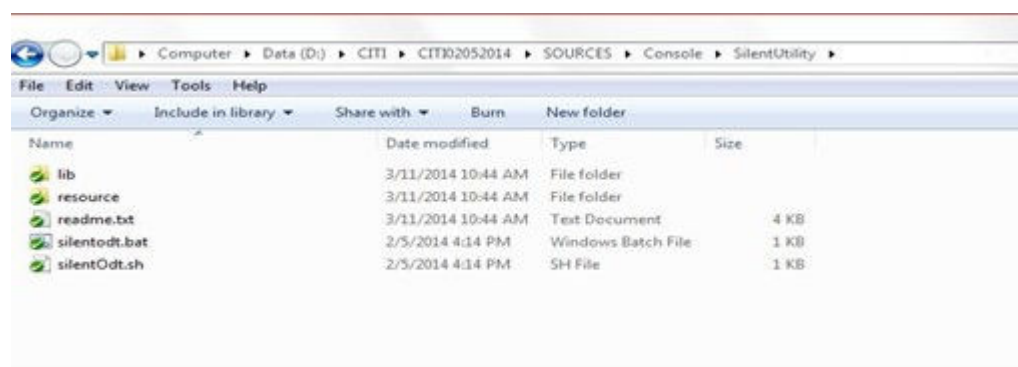 Computer ▸ Data (D:) ▸ CITI ▸ CITI02052014 ▸ SOURCES ▸ Console ▸ SilentUtility ▸
File Edit View Tools Help
Organize Include in library Share with Burn New folder
Name Date modified Type Size
lib 3/11/2014 10:44 AM File folder
resource 3/11/2014 10:44 AM File folder
readme.txt 3/11/2014 10:44 AM Text Document 4 KB
silentodt.bat 2/5/2014 4:14 PM Windows Batch File 1 KB
silentOdt.sh 2/5/2014 4:14 PM SH File 1 KB